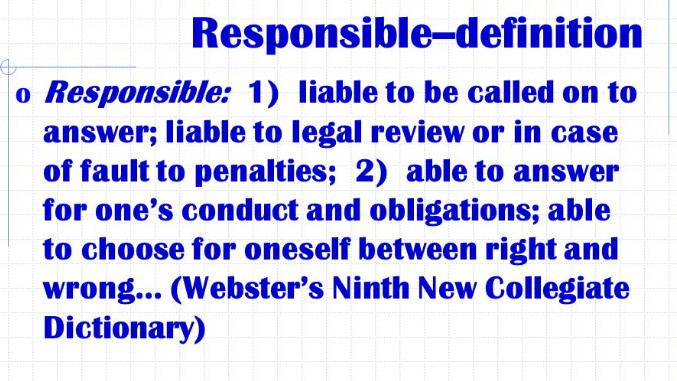 Responsible–definition
o Responsible: 1) liable to be called on to
answer; liable to legal review or in case
of fault to penalties; 2) able to answer
for one’s conduct and obligations; able
to choose for oneself between right and
wrong… (Webster’s Ninth New Collegiate
Dictionary)